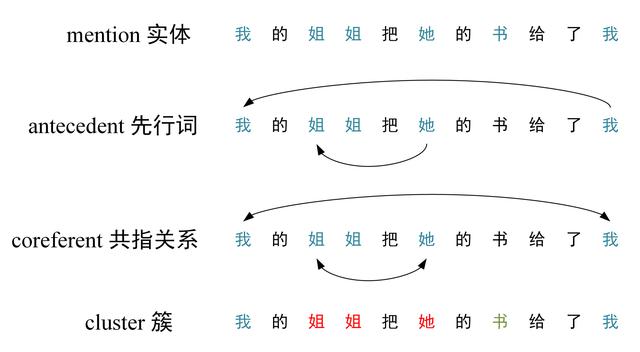 mention 实体 我 的 姐 姐 把 她 的 书 给 了 我
antecedent 先行词 我 的 姐 姐 把 她 的 书 给 了 我
coreferent 共指关系 我 的 姐 姐 把 她 的 书 给 了 我
cluster 簇 我 的 姐 姐 把 她 的 书 给 了 我